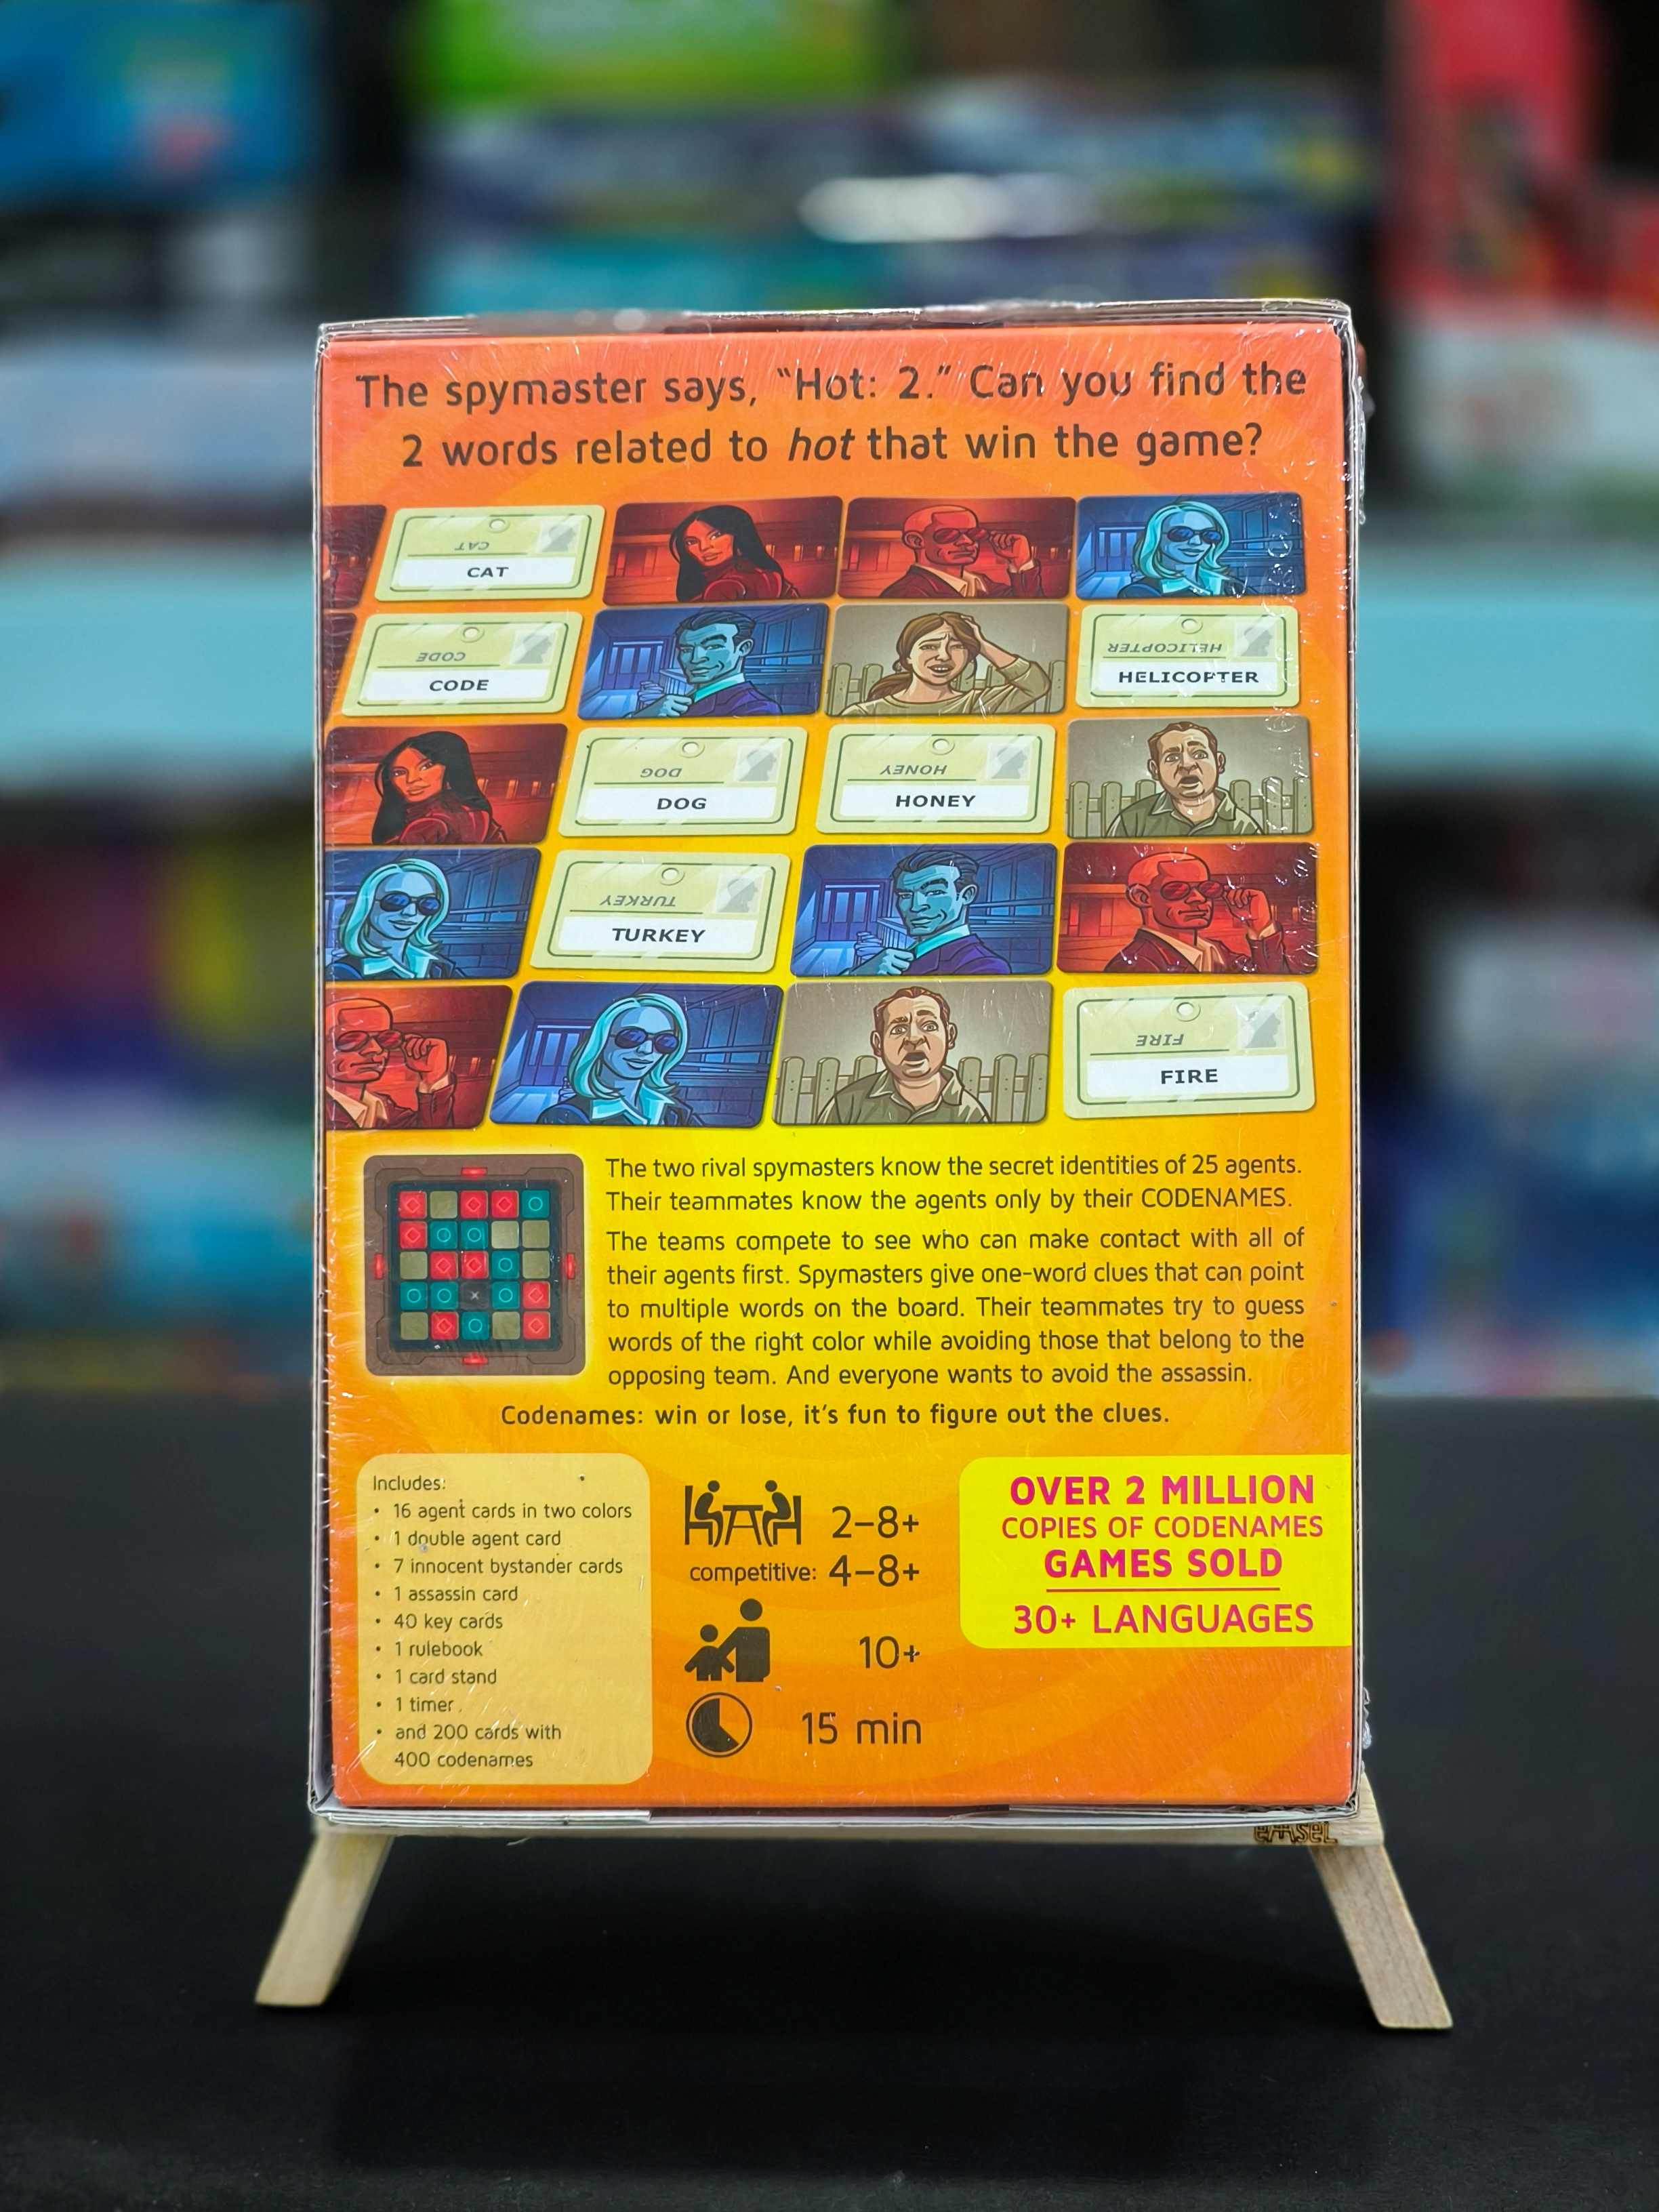 The spymaster says, “Hot: 2.” Can you find the
2 words related to hot that win the game?
CAT
CAT
CODE
CODE
HELICOPTER
HELICOPTER
DOG
DOG
HONEY
HONEY
TURKEY
TURKEY
FIRE
FIRE
The two rival spymasters know the secret identities of 25 agents.
Their teammates know the agents only by their CODENAMES.
The teams compete to see who can make contact with all of
their agents first. Spymasters give one-word clues that can point
to multiple words on the board. Their teammates try to guess
words of the right color while avoiding those that belong to the
opposing team. And everyone wants to avoid the assassin.
Codenames: win or lose, it’s fun to figure out the clues.
Includes:
• 16 agent cards in two colors
• 1 double agent card
• 7 innocent bystander cards
• 1 assassin card
• 40 key cards
• 1 rulebook
• 1 card stand
• 1 timer
• and 200 cards with
400 codenames
2–8+
competitive: 4–8+
10+
15 min
OVER 2 MILLION
COPIES OF CODENAMES
GAMES SOLD
30+ LANGUAGES